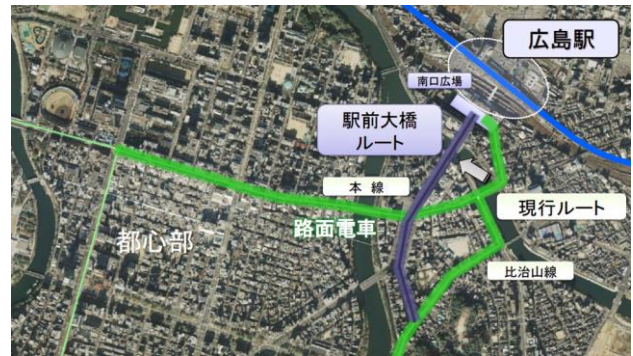 広島駅
南口広場
駅前大橋
ルート
本 線
路面電車
現行ルート
都心部
比治山線